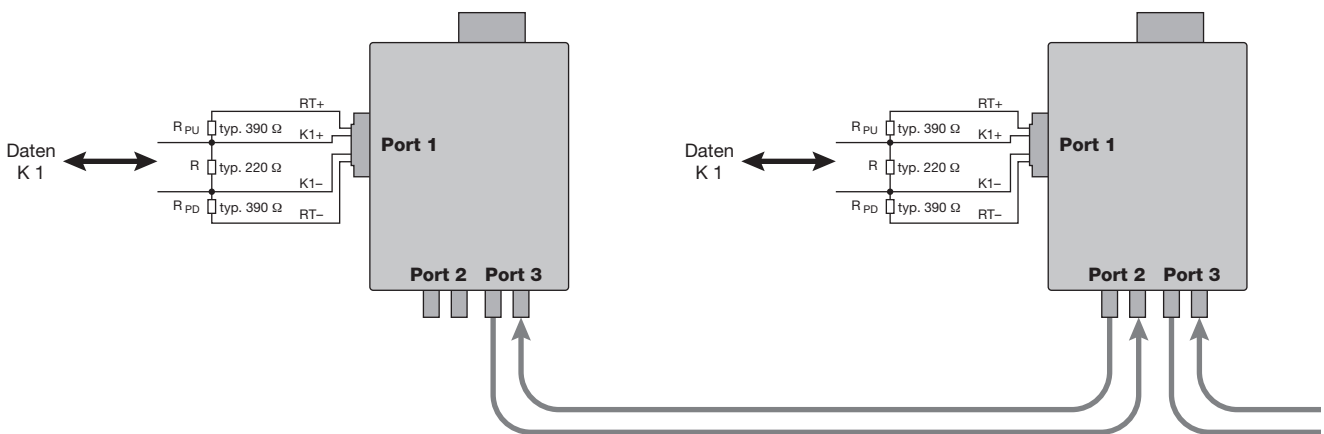 RT+
R PU typ. 390 Ω
K1+
Daten
K 1
R typ. 220 Ω
K1–
R PD typ. 390 Ω
RT–
Port 1
Port 2 Port 3
RT+
R PU typ. 390 Ω
K1+
Daten
K 1
R typ. 220 Ω
K1–
R PD typ. 390 Ω
RT–
Port 1
Port 2 Port 3